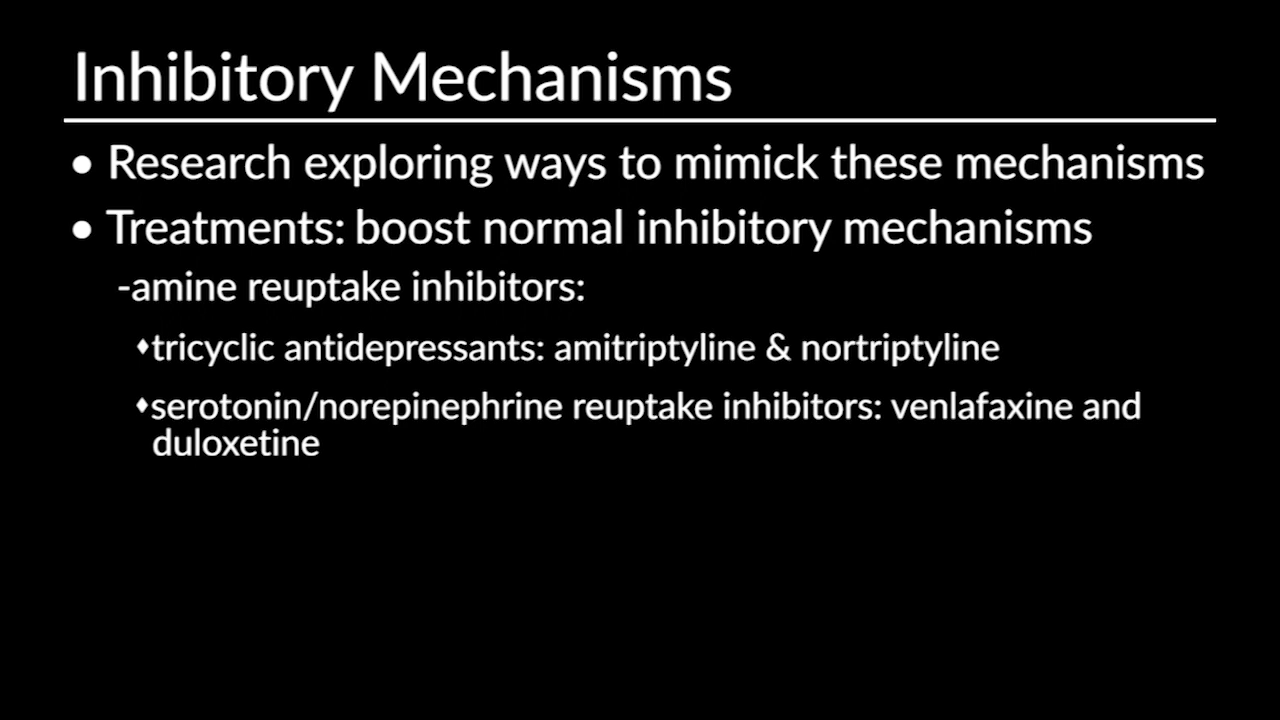 Inhibitory Mechanisms
• Research exploring ways to mimick these mechanisms
• Treatments: boost normal inhibitory mechanisms
-amine reuptake inhibitors:
♦tricyclic antidepressants: amitriptyline & nortriptyline
♦serotonin/norepinephrine reuptake inhibitors: venlafaxine and
duloxetine